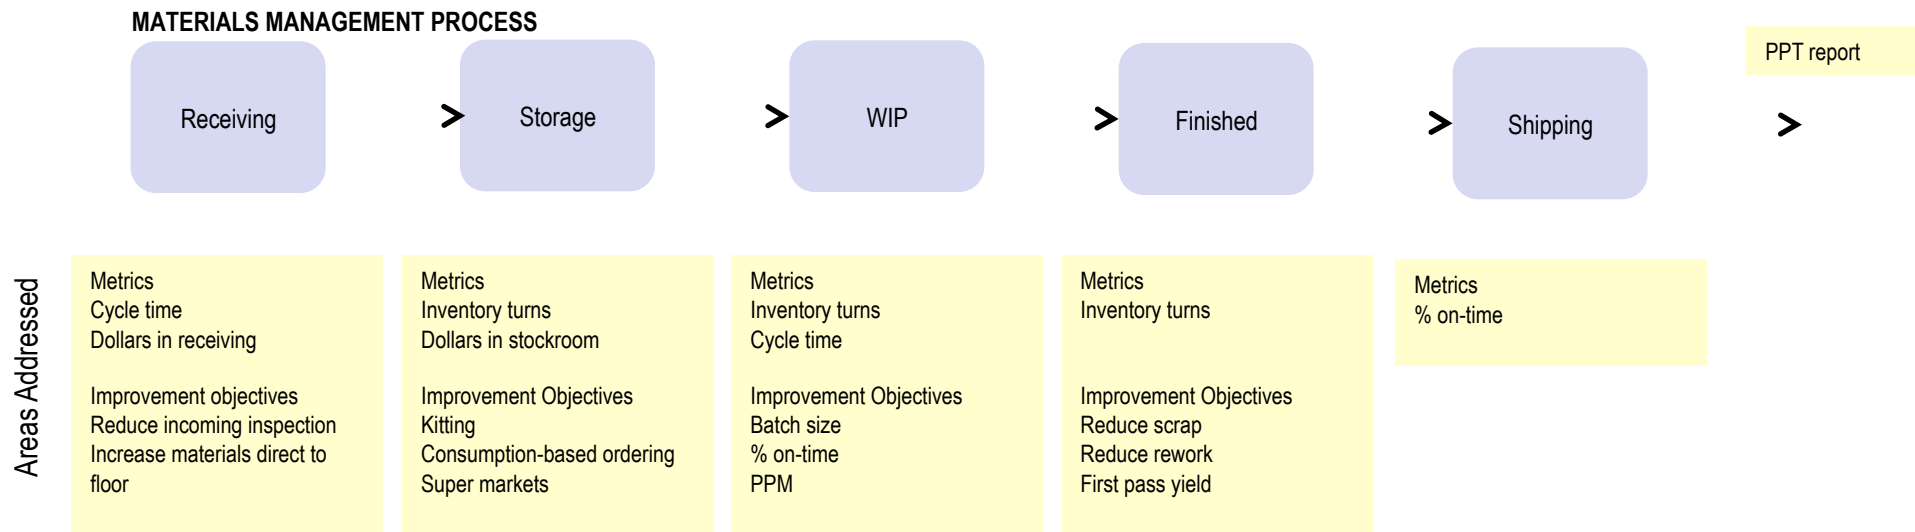 MATERIALS MANAGEMENT PROCESS
PPT report
Receiving
>
Storage
>
WIP
>
Finished
>
Shipping
>
Areas Addressed
Metrics
Cycle time
Dollars in receiving
Improvement objectives
Reduce incoming inspection
Increase materials direct to
floor
Metrics
Inventory turns
Dollars in stockroom
Improvement Objectives
Kitting
Consumption-based ordering
Super markets
Metrics
Inventory turns
Cycle time
Improvement Objectives
Batch size
% on-time
PPM
Metrics
Inventory turns
Improvement Objectives
Reduce scrap
Reduce rework
First pass yield
Metrics
% on-time